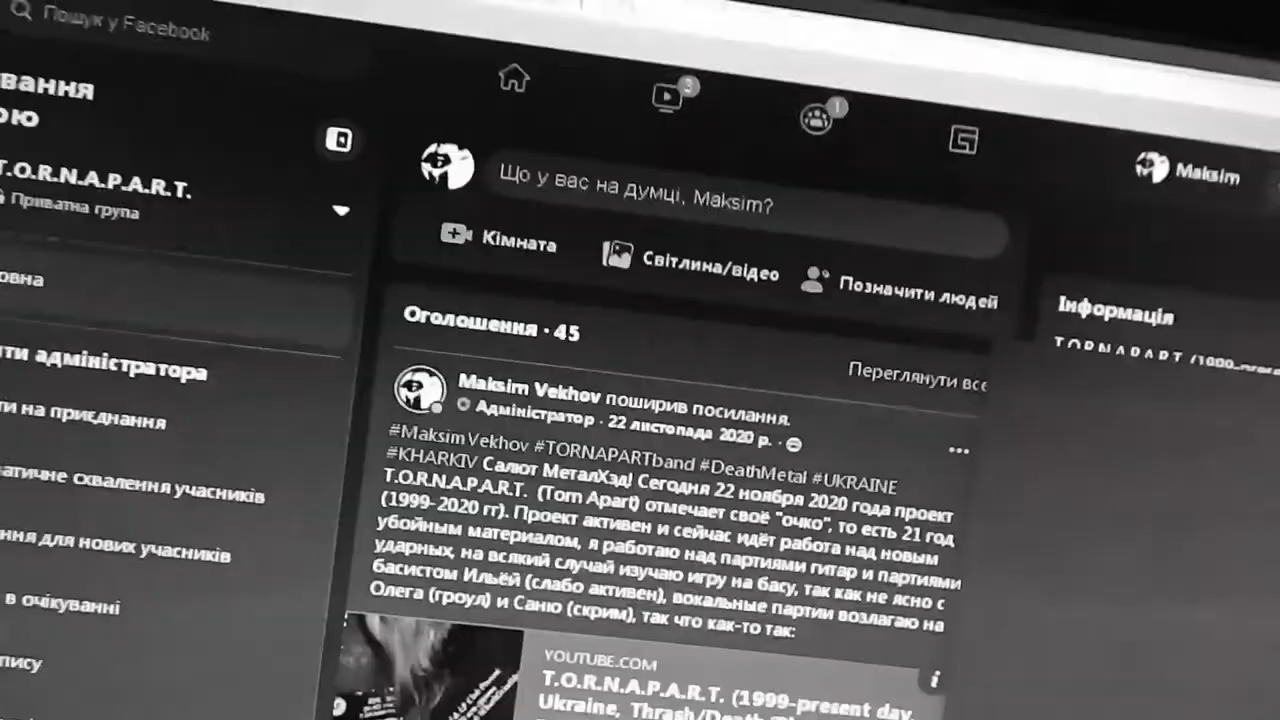 Пошук у Facebook
вання
ою
T.O.R.N.A.P.A.R.T.
Приватна група
овна
ти адміністратора
ти на приєднання
матичне схвалення учасників
ння для нових учасників
в очікуванні
пису
3
1
Maksim
Що у вас на думці, Maksim?
Кімната
Світлина/відео
Позначити людей
Оголошення · 45
Переглянути все
Maksim Vekhov поширив посилання.
Адміністратор · 22 листопада 2020 р. ·
#MaksimVekhov #TORNAPARTband #DeathMetal #UKRAINE
#KHARKIV Салют МеталХэд! Сегодня 22 ноября 2020 года проект
T.O.R.N.A.P.A.R.T. (Torn Apart) отмечает своё "очко", то есть 21 год
(1999-2020 гг). Проект активен и сейчас идёт работа над новым
убойным материалом, я работаю над партиями гитар и партиями
ударных, на всякий случай изучаю игру на басу, так как не ясно с
басистом Ильёй (слабо активен), вокальные партии возлагаю на
Олега (гроул) и Саню (скрим), так что как-то так:
YOUTUBE.COM
T.O.R.N.A.P.A.R.T. (1999-present day,
Ukraine, Thrash/Death
Інформація